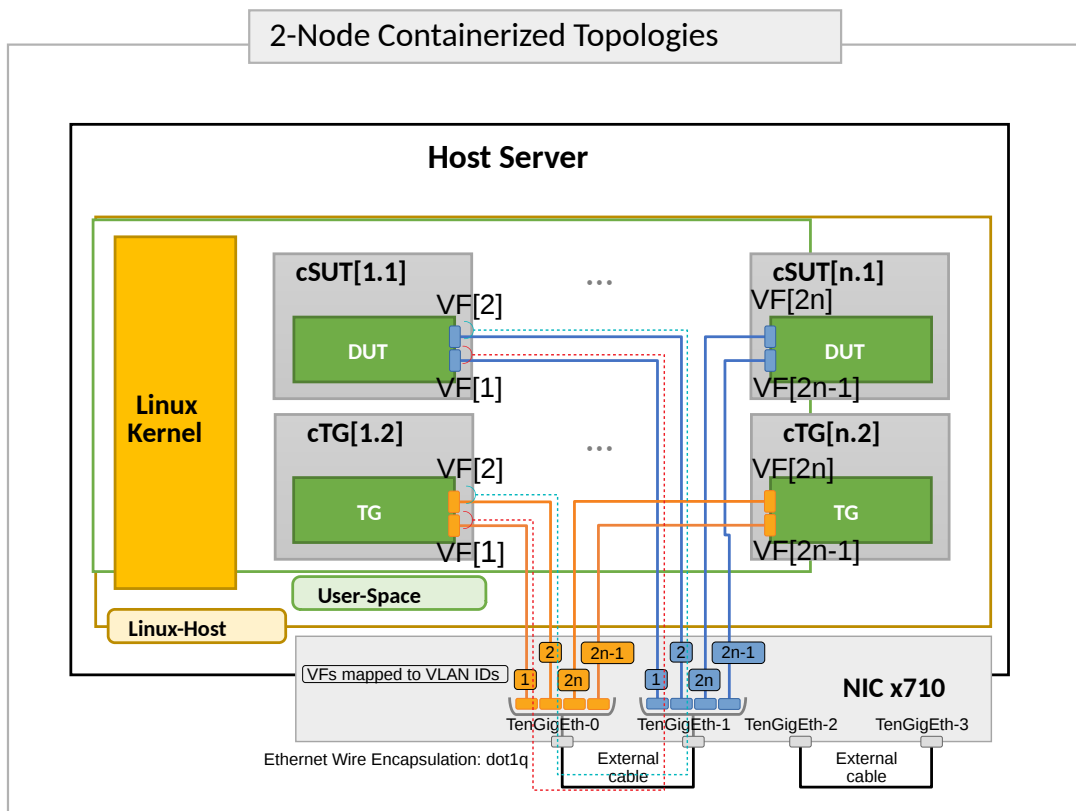 2-Node Containerized Topologies
Host Server
cSUT[1.1]
...
cSUT[n.1]
VF[2]
VF[2n]
DUT
DUT
VF[1]
VF[2n-1]
Linux
Kernel
cTG[1.2]
...
cTG[n.2]
VF[2]
VF[2n]
TG
TG
VF[1]
VF[2n-1]
User-Space
Linux-Host
2
2n-1
2
2n-1
VFs mapped to VLAN IDs
1
2n
1
2n
NIC x710
TenGigEth-0
TenGigEth-1
TenGigEth-2
TenGigEth-3
Ethernet Wire Encapsulation: dot1q
External
cable
External
cable